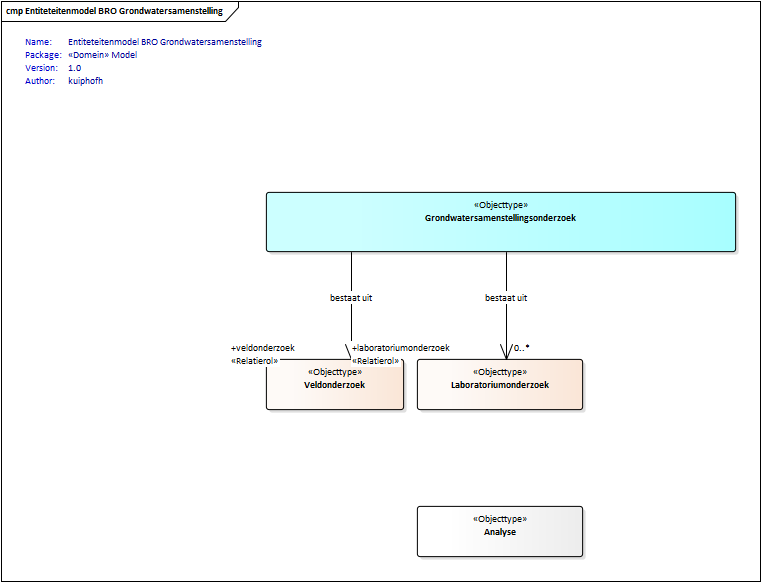 cmp Entiteteitenmodel BRO Grondwatersamenstelling
Name: Entiteteitenmodel BRO Grondwatersamenstelling
Package: «Domein» Model
Version: 1.0
Author: kuiphofh
«Objecttype»
Grondwatersamenstellingsonderzoek
bestaat uit
bestaat uit
+veldonderzoek
«Relatierol»
+laboratoriumonderzoek
«Relatierol»
0..*
«Objecttype»
Veldonderzoek
«Objecttype»
Laboratoriumonderzoek
«Objecttype»
Analyse